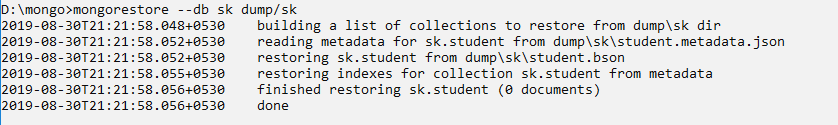 D:\mongo>mongorestore --db sk dump/sk
2019-08-30T21:21:58.048+0530    building a list of collections to restore from dump\sk dir
2019-08-30T21:21:58.052+0530    reading metadata for sk.student from dump\sk\student.metadata.json
2019-08-30T21:21:58.052+0530    restoring sk.student from dump\sk\student.bson
2019-08-30T21:21:58.055+0530    restoring indexes for collection sk.student from metadata
2019-08-30T21:21:58.056+0530    finished restoring sk.student (0 documents)
2019-08-30T21:21:58.056+0530    done